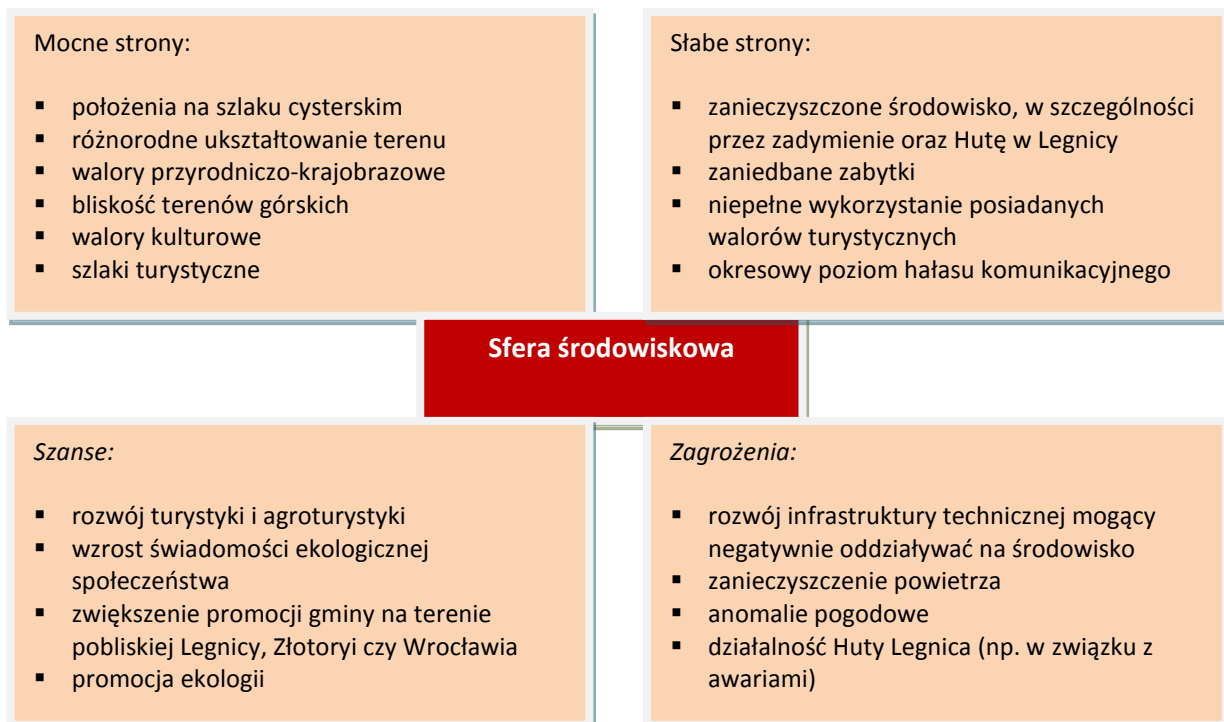 Mocne strony:
▪ położenia na szlaku cysterskim
▪ różnorodne ukształtowanie terenu
▪ walory przyrodniczo-krajobrazowe
▪ bliskość terenów górskich
▪ walory kulturowe
▪ szlaki turystyczne
Słabe strony:
▪ zanieczyszczone środowisko, w szczególności
przez zadymienie oraz Hutę w Legnicy
▪ zaniedbane zabytki
▪ niepełne wykorzystanie posiadanych
walorów turystycznych
▪ okresowy poziom hałasu komunikacyjnego
Sfera środowiskowa
Szanse:
▪ rozwój turystyki i agroturystyki
▪ wzrost świadomości ekologicznej
społeczeństwa
▪ zwiększenie promocji gminy na terenie
pobliskiej Legnicy, Złotoryi czy Wrocławia
▪ promocja ekologii
Zagrożenia:
▪ rozwój infrastruktury technicznej mogący
negatywnie oddziaływać na środowisko
▪ zanieczyszczenie powietrza
▪ anomalie pogodowe
▪ działalność Huty Legnica (np. w związku z
awariami)